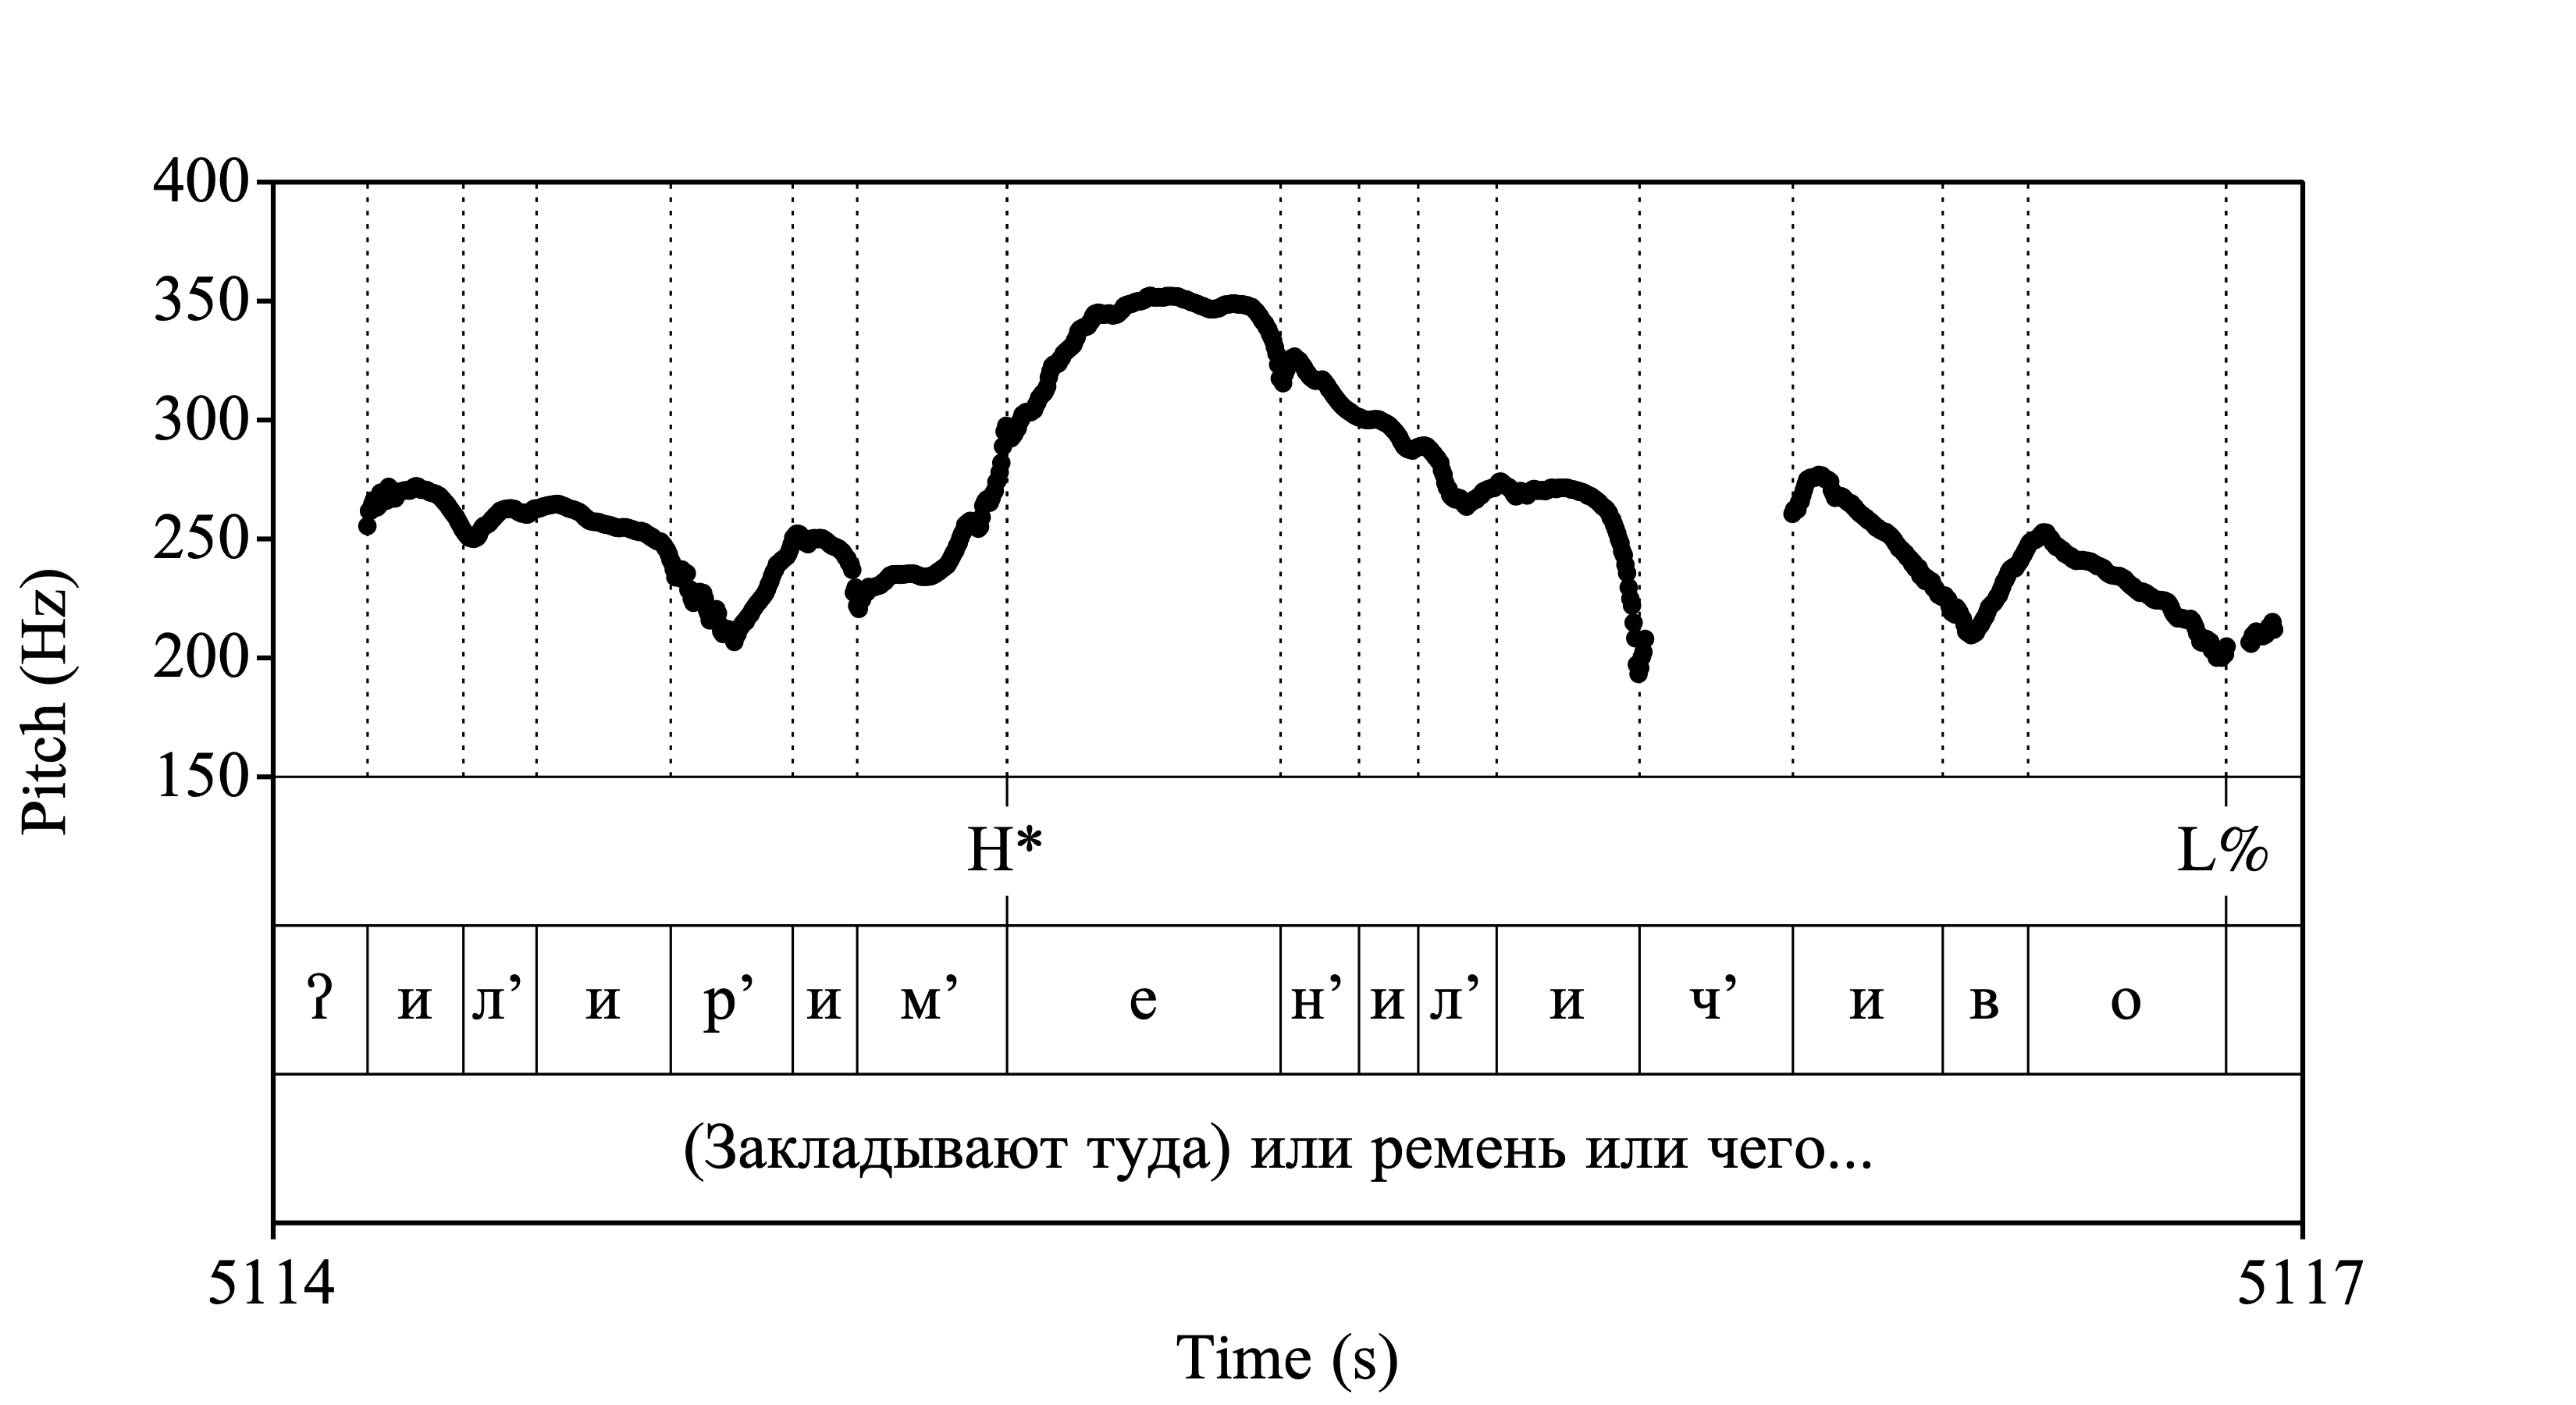 400
350
300
250
200
150
Pitch (Hz)
H* L%
ʔ и л’ и р’ и м’ е н’ и л’ и ч’ и в о
(Закладывают туда) или ремень или чего...
5114 5117
Time (s)